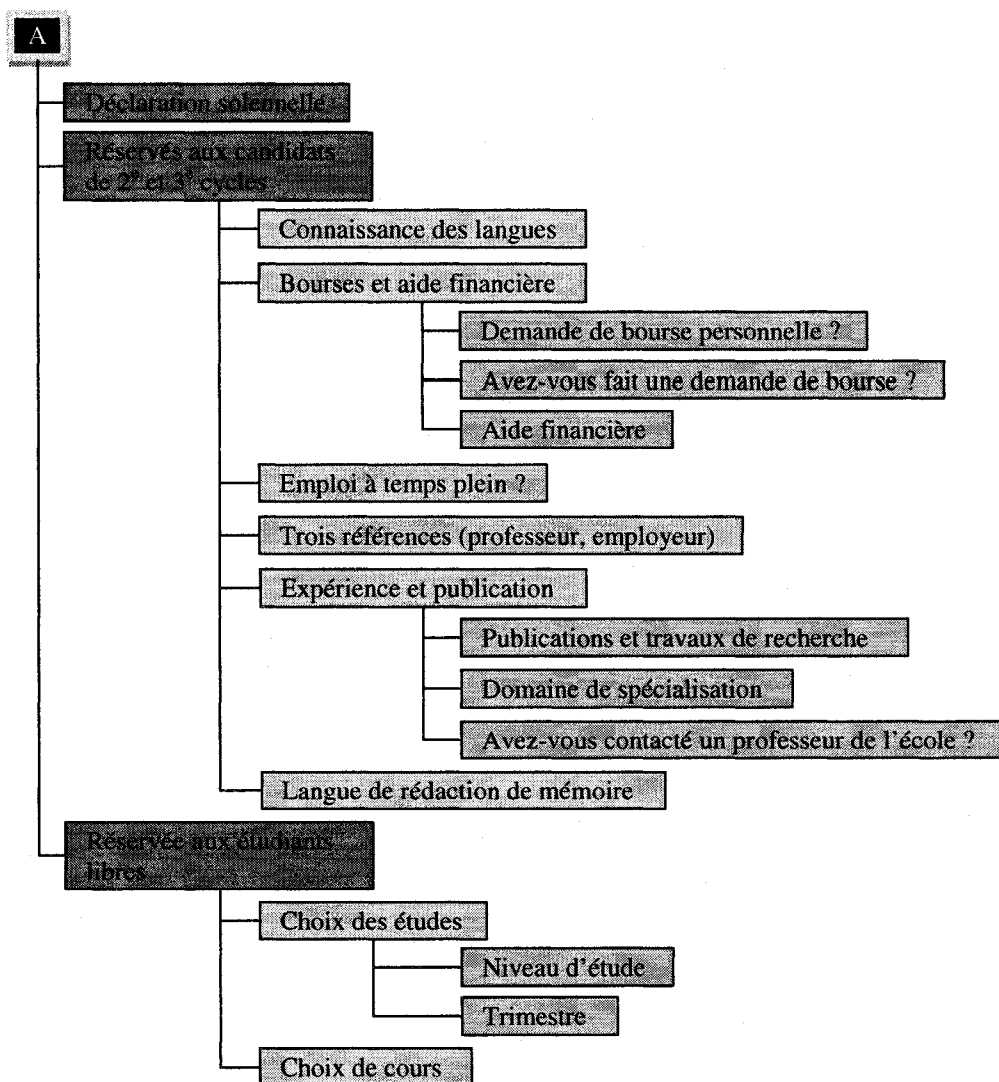 A
Déclaration solennelle
Réservés aux candidats
de 2e et 3e cycles
Connaissance des langues
Bourses et aide financière
Demande de bourse personnelle ?
Avez-vous fait une demande de bourse ?
Aide financière
Emploi à temps plein ?
Trois références (professeur, employeur)
Expérience et publication
Publications et travaux de recherche
Domaine de spécialisation
Avez-vous contacté un professeur de l'école ?
Langue de rédaction de mémoire
Réservée aux étudiants
libres
Choix des études
Niveau d'étude
Trimestre
Choix de cours